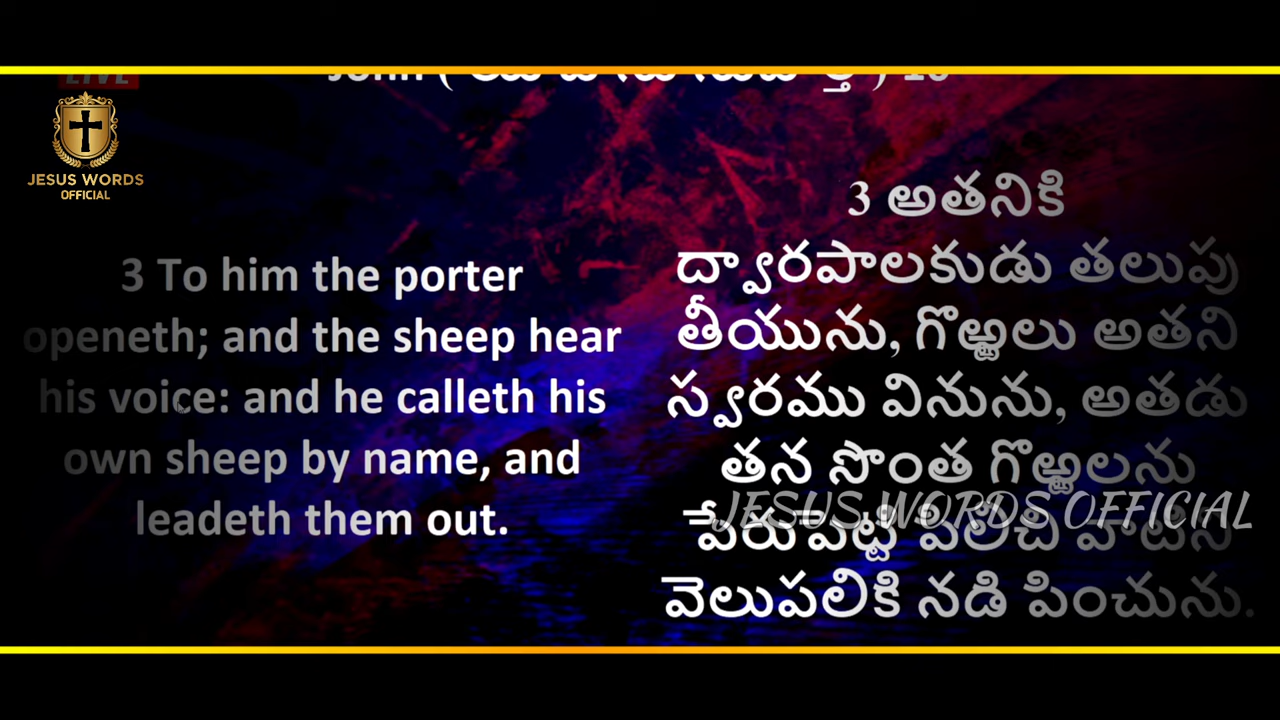 LIVE
JESUS WORDS
OFFICIAL
3 To him the porter
openeth; and the sheep hear
his voice: and he calleth his
own sheep by name, and
leadeth them out.
3 అతనికి
ద్వారపాలకుడు తలుపు
తీయును, గొఱ్ఱలు అతని
స్వరము వినును, అతడు
తన సొంత గొఱ్ఱలను
పేరుపెట్టి పిలిచి వాటిని
వెలుపలికి నడి పించును.
JESUS WORDS OFFICIAL